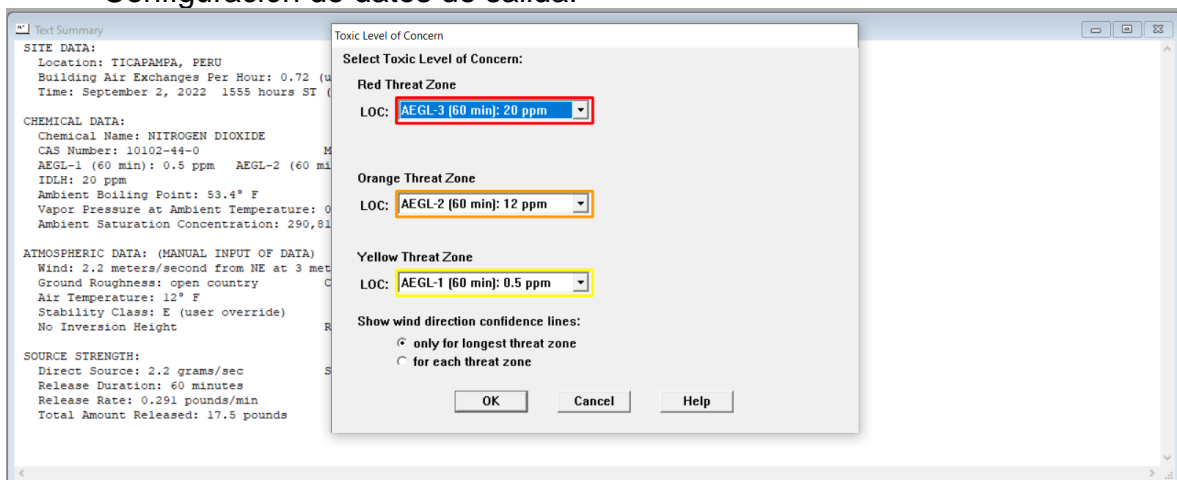 Configuración de datos de salida:
Text Summary
SITE DATA:
Location: TICAPAMPA, PERU
Building Air Exchanges Per Hour: 0.72 (u
Time: September 2, 2022 1555 hours ST (
CHEMICAL DATA:
Chemical Name: NITROGEN DIOXIDE
CAS Number: 10102-44-0 M
AEGL-1 (60 min): 0.5 ppm AEGL-2 (60 mi
IDLH: 20 ppm
Ambient Boiling Point: 53.4° F
Vapor Pressure at Ambient Temperature: 0
Ambient Saturation Concentration: 290,81
ATMOSPHERIC DATA: (MANUAL INPUT OF DATA)
Wind: 2.2 meters/second from NE at 3 met
Ground Roughness: open country C
Air Temperature: 12° F
Stability Class: E (user override)
No Inversion Height R
SOURCE STRENGTH:
Direct Source: 2.2 grams/sec S
Release Duration: 60 minutes
Release Rate: 0.291 pounds/min
Total Amount Released: 17.5 pounds
Toxic Level of Concern
Select Toxic Level of Concern:
Red Threat Zone
LOC: AEGL-3 (60 min): 20 ppm
Orange Threat Zone
LOC: AEGL-2 (60 min): 12 ppm
Yellow Threat Zone
LOC: AEGL-1 (60 min): 0.5 ppm
Show wind direction confidence lines:
only for longest threat zone
for each threat zone
OK Cancel Help